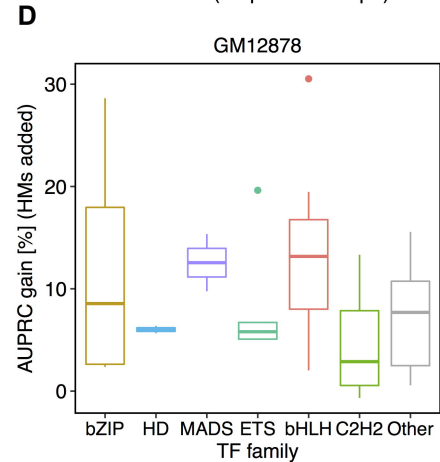 D
GM12878
AUPRC gain [%] (HMs added)
30
20
10
0
bZIP HD MADS ETS bHLH C2H2 Other
TF family